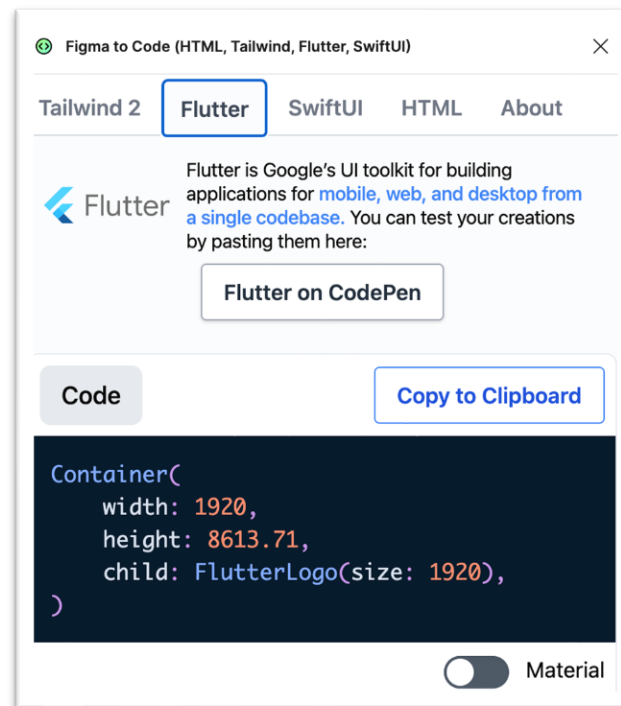 Figma to Code (HTML, Tailwind, Flutter, SwiftUI)
Tailwind 2 Flutter SwiftUI HTML About
Flutter
Flutter is Google’s UI toolkit for building
applications for mobile, web, and desktop from
a single codebase. You can test your creations
by pasting them here:
Flutter on CodePen
Code
Copy to Clipboard
Container(
    width: 1920,
    height: 8613.71,
    child: FlutterLogo(size: 1920),
)
Material